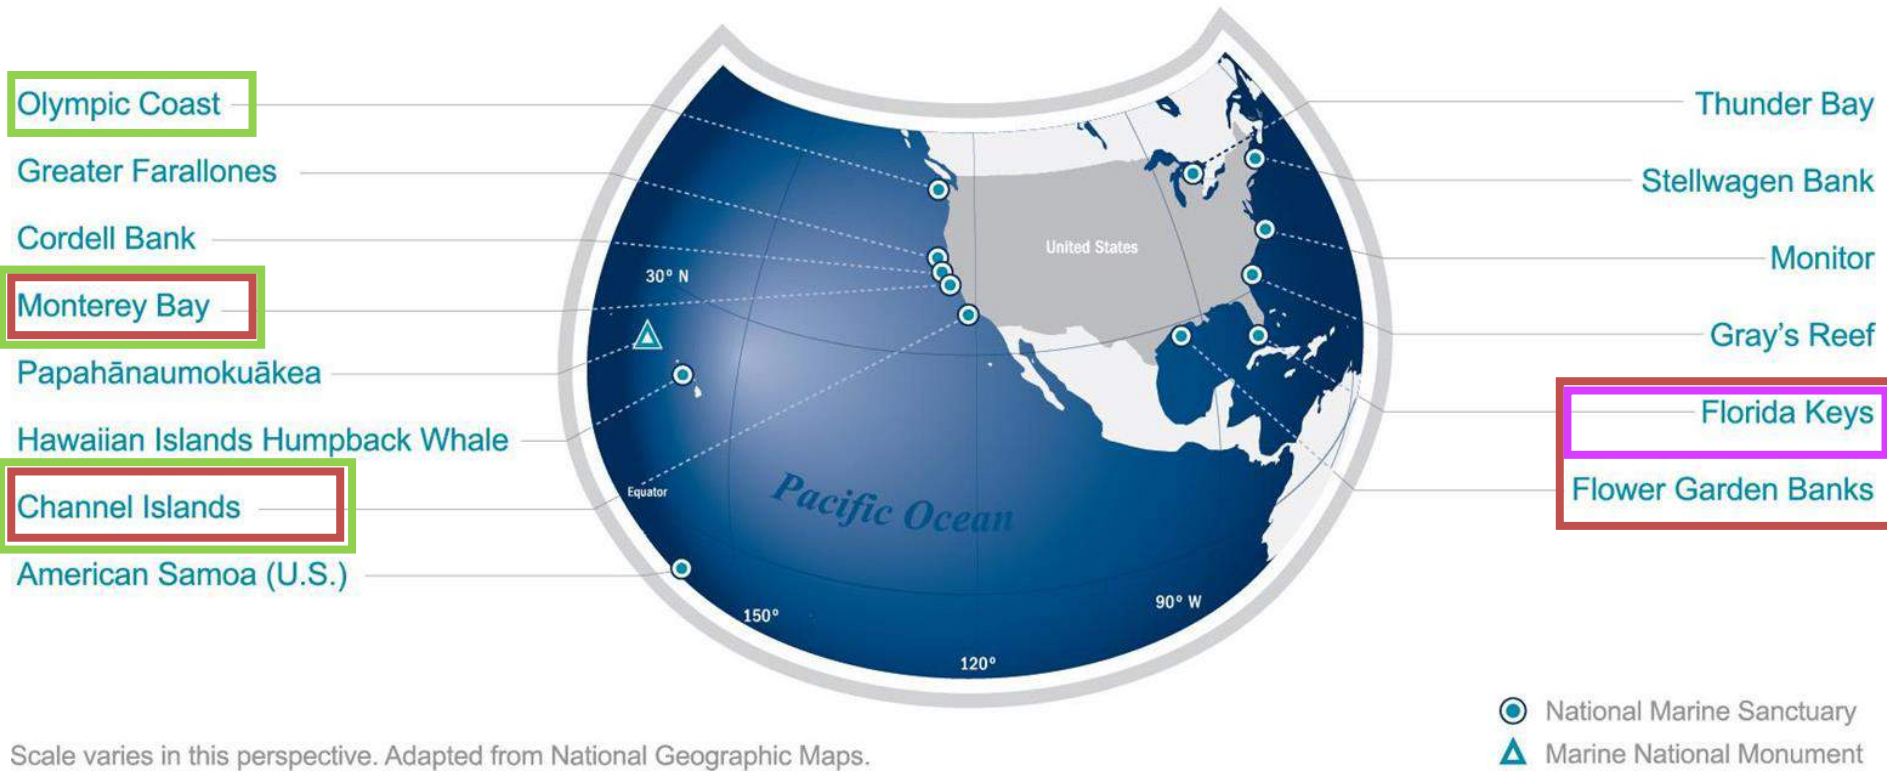 Olympic Coast
Greater Farallones
Cordell Bank
Monterey Bay
Papahānaumokuākea
Hawaiian Islands Humpback Whale
Channel Islands
American Samoa (U.S.)
30° N
United States
Equator
Pacific Ocean
150°
120°
90° W
Thunder Bay
Stellwagen Bank
Monitor
Gray's Reef
Florida Keys
Flower Garden Banks
National Marine Sanctuary
Marine National Monument
Scale varies in this perspective. Adapted from National Geographic Maps.